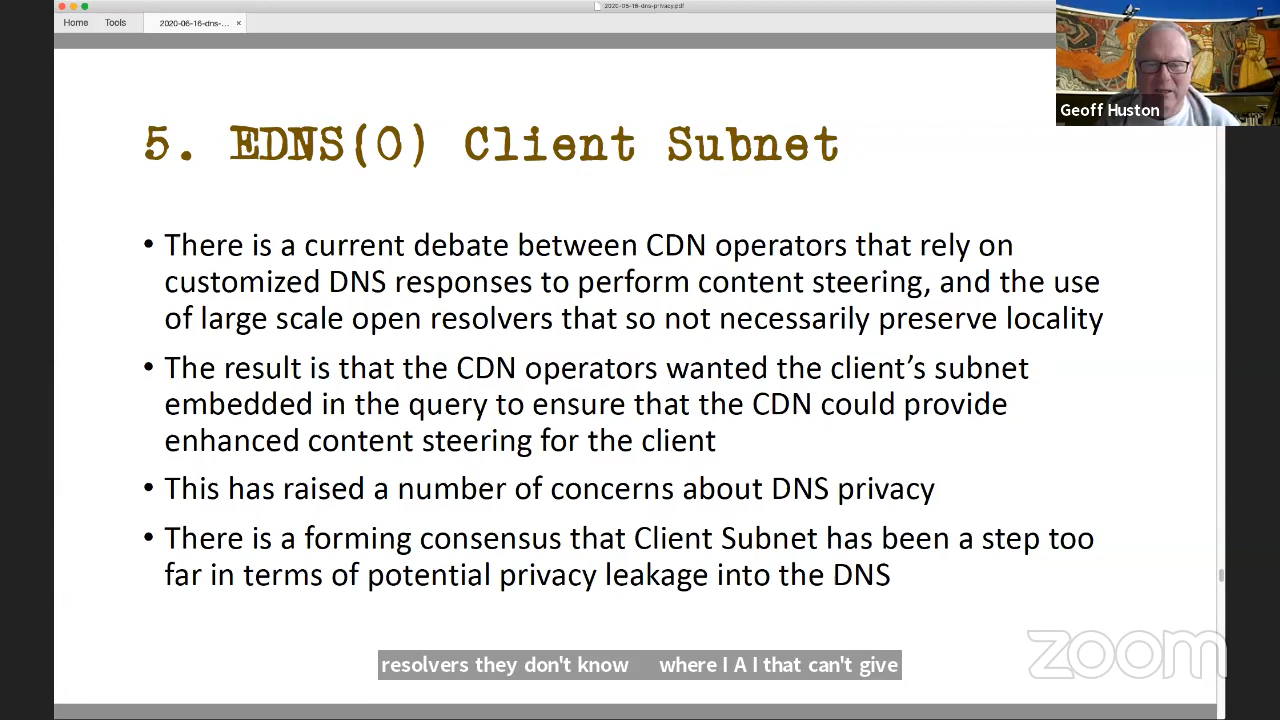 2020-06-16-dns-privacy.pdf
Home Tools 2020-06-16-dns-... ×
Geoff Huston
5. EDNS(0) Client Subnet
• There is a current debate between CDN operators that rely on
customized DNS responses to perform content steering, and the use
of large scale open resolvers that so not necessarily preserve locality
• The result is that the CDN operators wanted the client’s subnet
embedded in the query to ensure that the CDN could provide
enhanced content steering for the client
• This has raised a number of concerns about DNS privacy
• There is a forming consensus that Client Subnet has been a step too
far in terms of potential privacy leakage into the DNS
resolvers they don't know where I A I that can't give
zoom